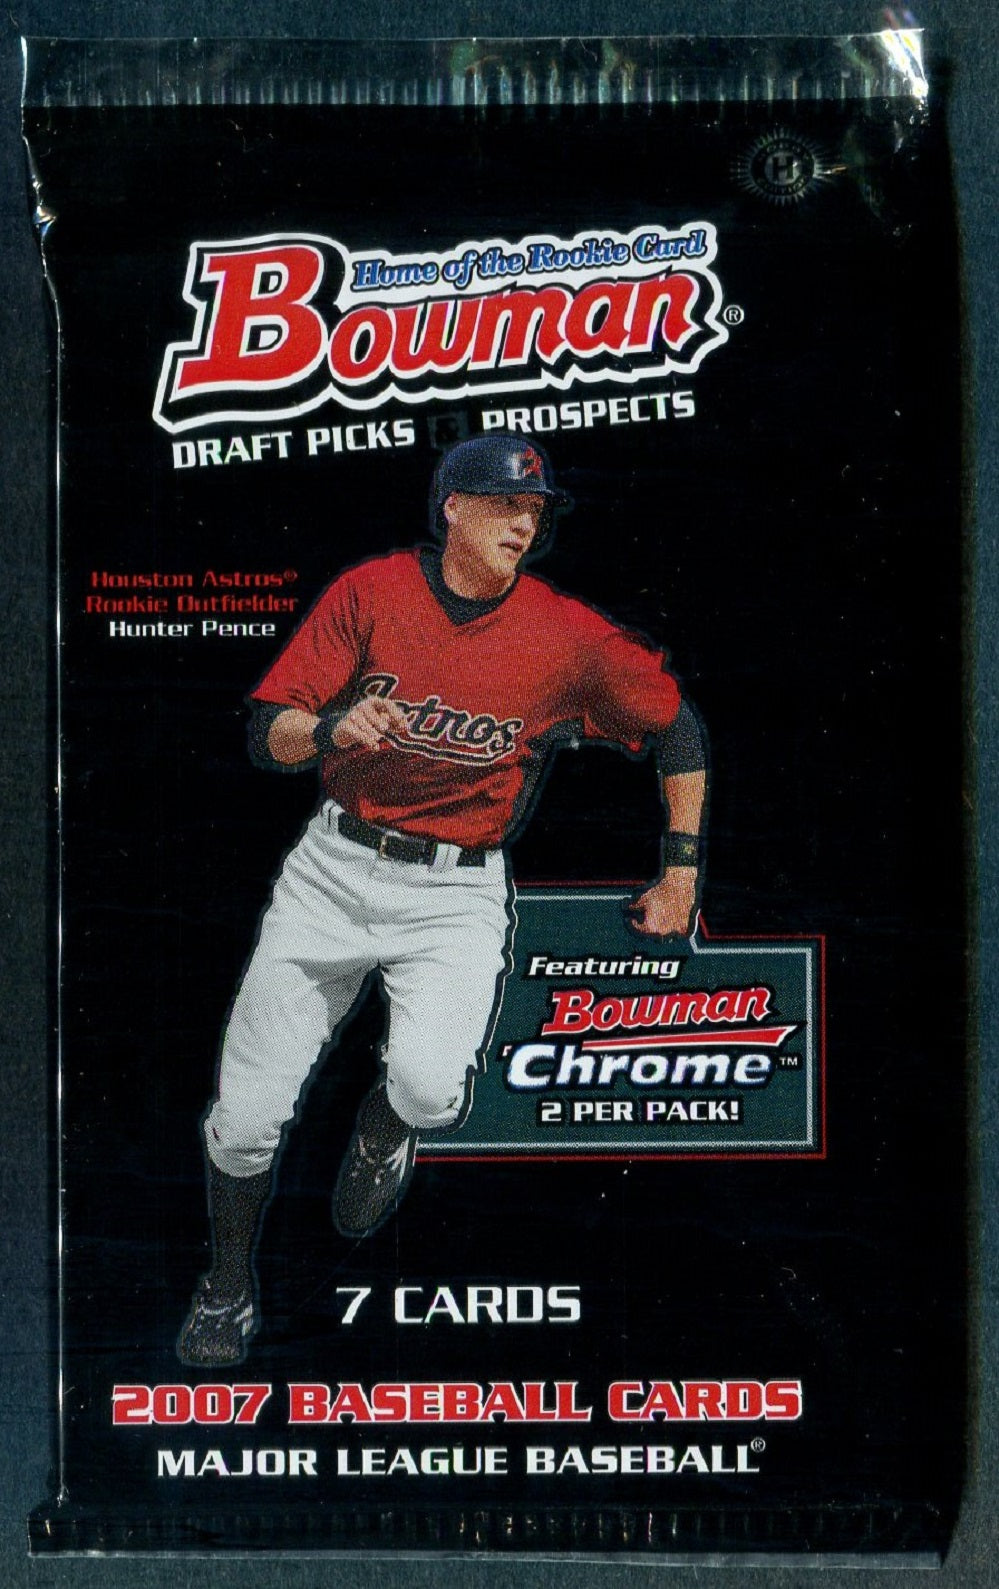 Home of the Rookie Card
Bowman®
DRAFT PICKS & PROSPECTS
Houston Astros®
Rookie Outfielder
Hunter Pence
Astros
Featuring
Bowman
Chrome™
2 PER PACK!
7 CARDS
2007 BASEBALL CARDS
MAJOR LEAGUE BASEBALL®
H